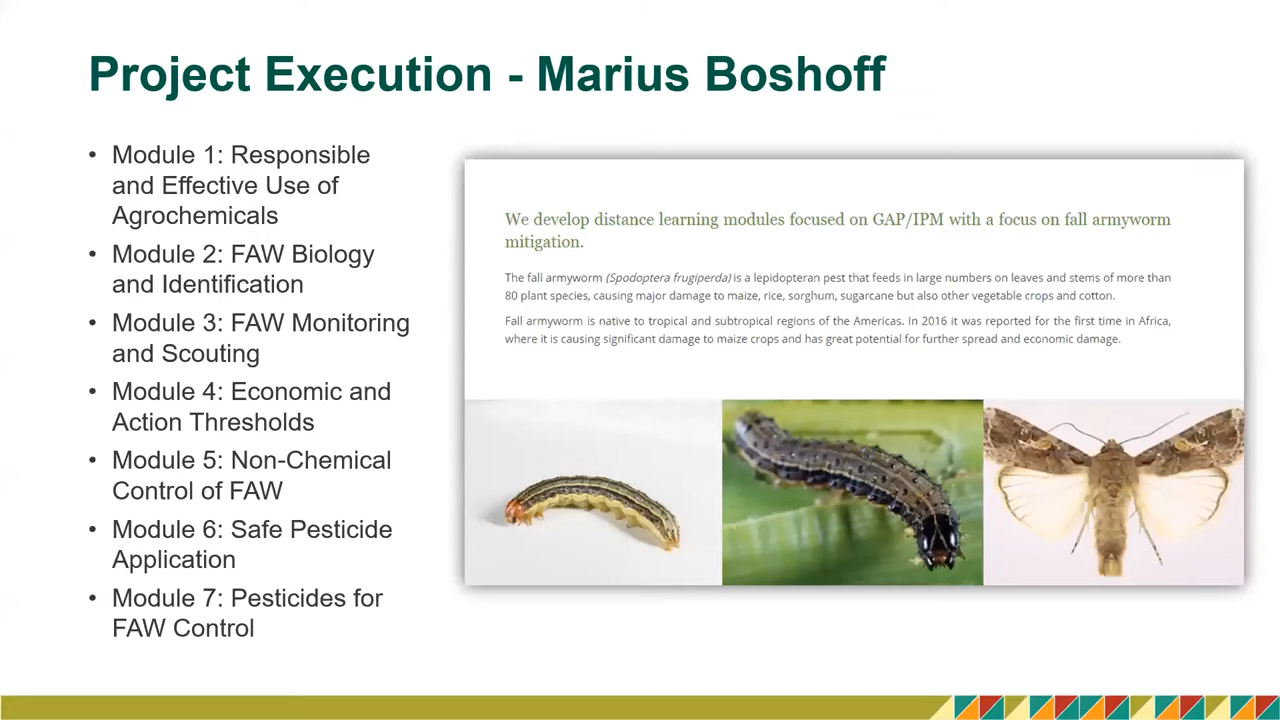 Project Execution - Marius Boshoff
• Module 1: Responsible
and Effective Use of
Agrochemicals
• Module 2: FAW Biology
and Identification
• Module 3: FAW Monitoring
and Scouting
• Module 4: Economic and
Action Thresholds
• Module 5: Non-Chemical
Control of FAW
• Module 6: Safe Pesticide
Application
• Module 7: Pesticides for
FAW Control
We develop distance learning modules focused on GAP/IPM with a focus on fall armyworm
mitigation.
The fall armyworm (Spodoptera frugiperda) is a lepidopteran pest that feeds in large numbers on leaves and stems of more than
80 plant species, causing major damage to maize, rice, sorghum, sugarcane but also other vegetable crops and cotton.
Fall armyworm is native to tropical and subtropical regions of the Americas. In 2016 it was reported for the first time in Africa,
where it is causing significant damage to maize crops and has great potential for further spread and economic damage.